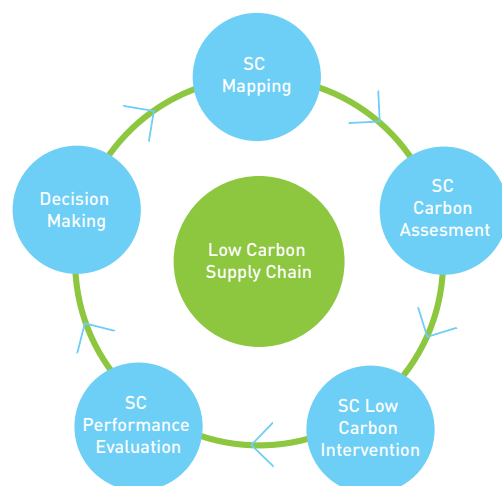 SC
Mapping
SC
Carbon
Assesment
SC Low
Carbon
Intervention
SC
Performance
Evaluation
Decision
Making
Low Carbon
Supply Chain